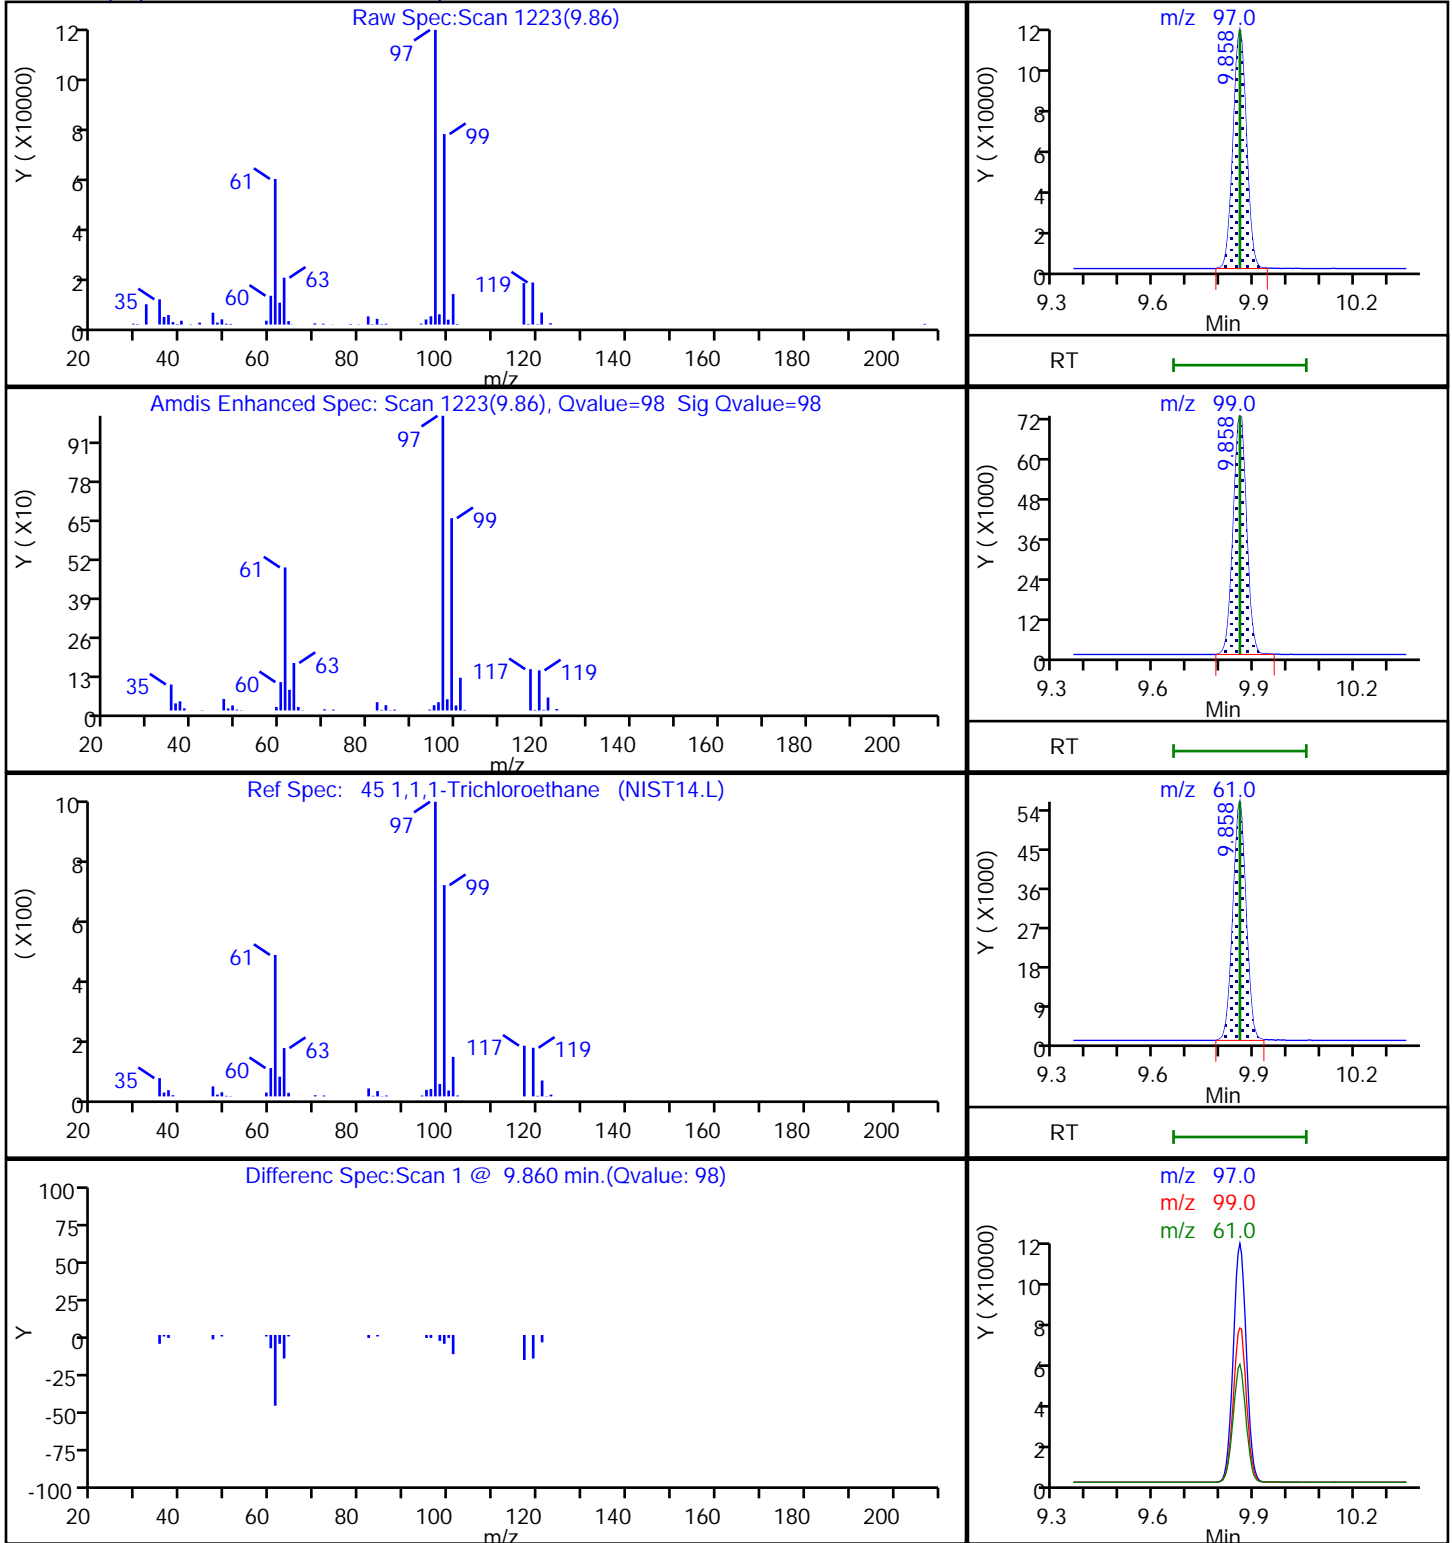 Raw Spec:Scan 1223(9.86)
Y ( X10000)
12
10
8
6
4
2
0
97
99
61
63
60
35
119
20 40 60 80 100 120 140 160 180 200
m/z
m/z 97.0
Y ( X10000)
12
10
8
6
4
2
0
9.858
9.3 9.6 9.9 10.2
Min
RT
Amdis Enhanced Spec: Scan 1223(9.86), Qvalue=98 Sig Qvalue=98
Y ( X10)
91
78
65
52
39
26
13
0
97
99
61
63
60
35
117
119
20 40 60 80 100 120 140 160 180 200
m/z
m/z 99.0
Y ( X1000)
72
60
48
36
24
12
0
9.858
9.3 9.6 9.9 10.2
Min
RT
Ref Spec: 45 1,1,1-Trichloroethane (NIST14.L)
( X100)
10
8
6
4
2
0
97
99
61
63
60
35
117
119
20 40 60 80 100 120 140 160 180 200
m/z 61.0
Y ( X1000)
54
45
36
27
18
9
0
9.858
9.3 9.6 9.9 10.2
Min
RT
Differenc Spec:Scan 1 @ 9.860 min.(Qvalue: 98)
Y
100
75
50
25
0
-25
-50
-75
-100
20 40 60 80 100 120 140 160 180 200
m/z
m/z 97.0
m/z 99.0
m/z 61.0
Y ( X10000)
12
10
8
6
4
2
0
9.3 9.6 9.9 10.2
Min